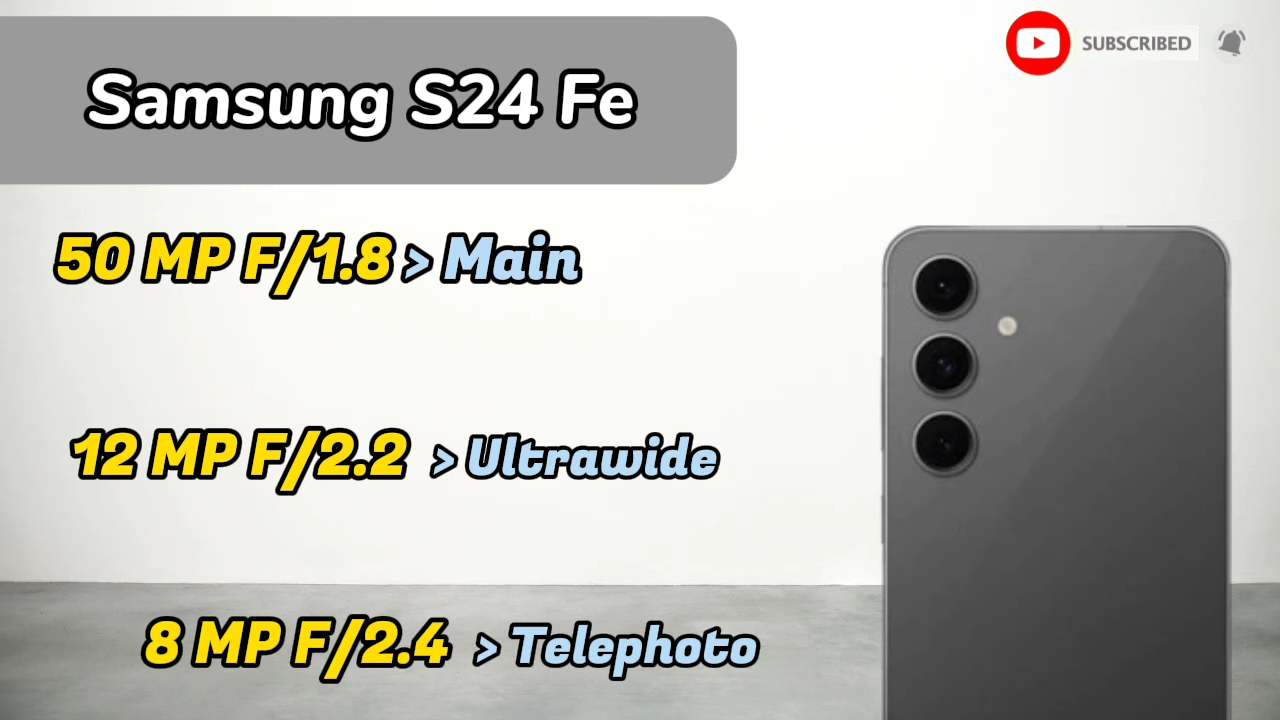 SUBSCRIBED
Samsung S24 Fe
50 MP F/1.8 > Main
12 MP F/2.2 > Ultrawide
8 MP F/2.4 > Telephoto